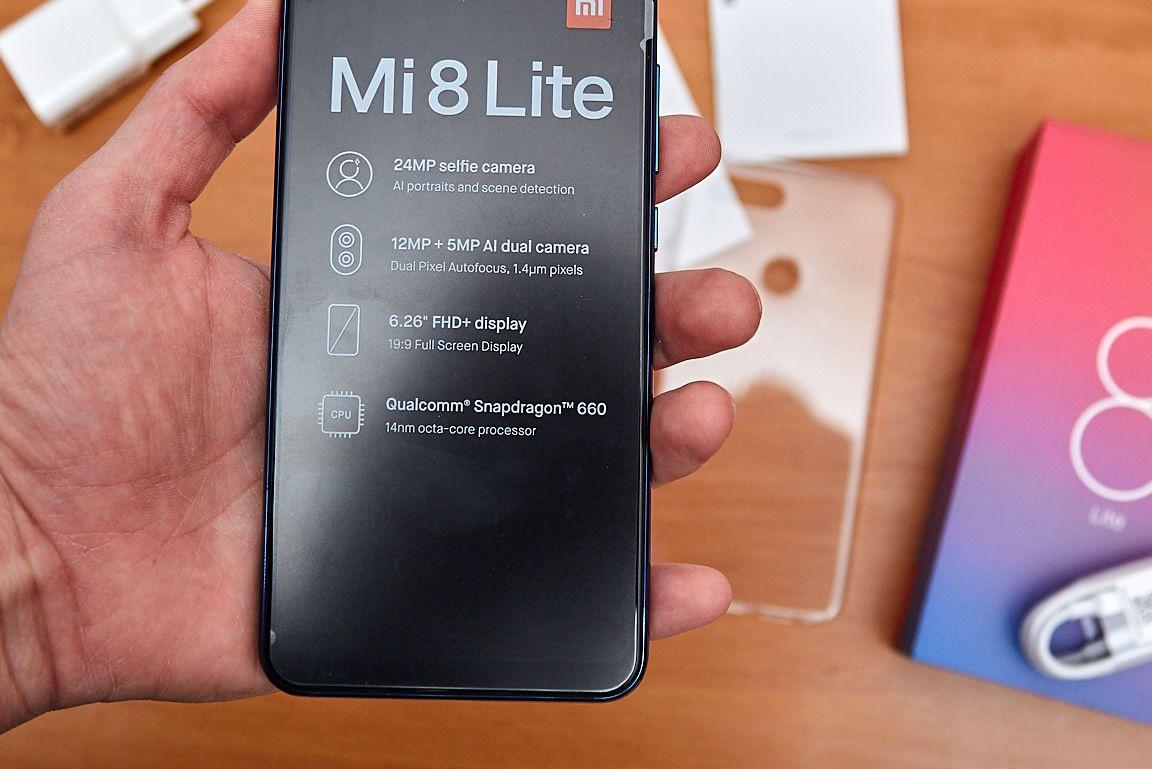 mi
Mi 8 Lite
24MP selfie camera
AI portraits and scene detection
12MP + 5MP AI dual camera
Dual Pixel Autofocus, 1.4μm pixels
6.26" FHD+ display
19:9 Full Screen Display
CPU
Qualcomm® Snapdragon™ 660
14nm octa-core processor
8
Lite